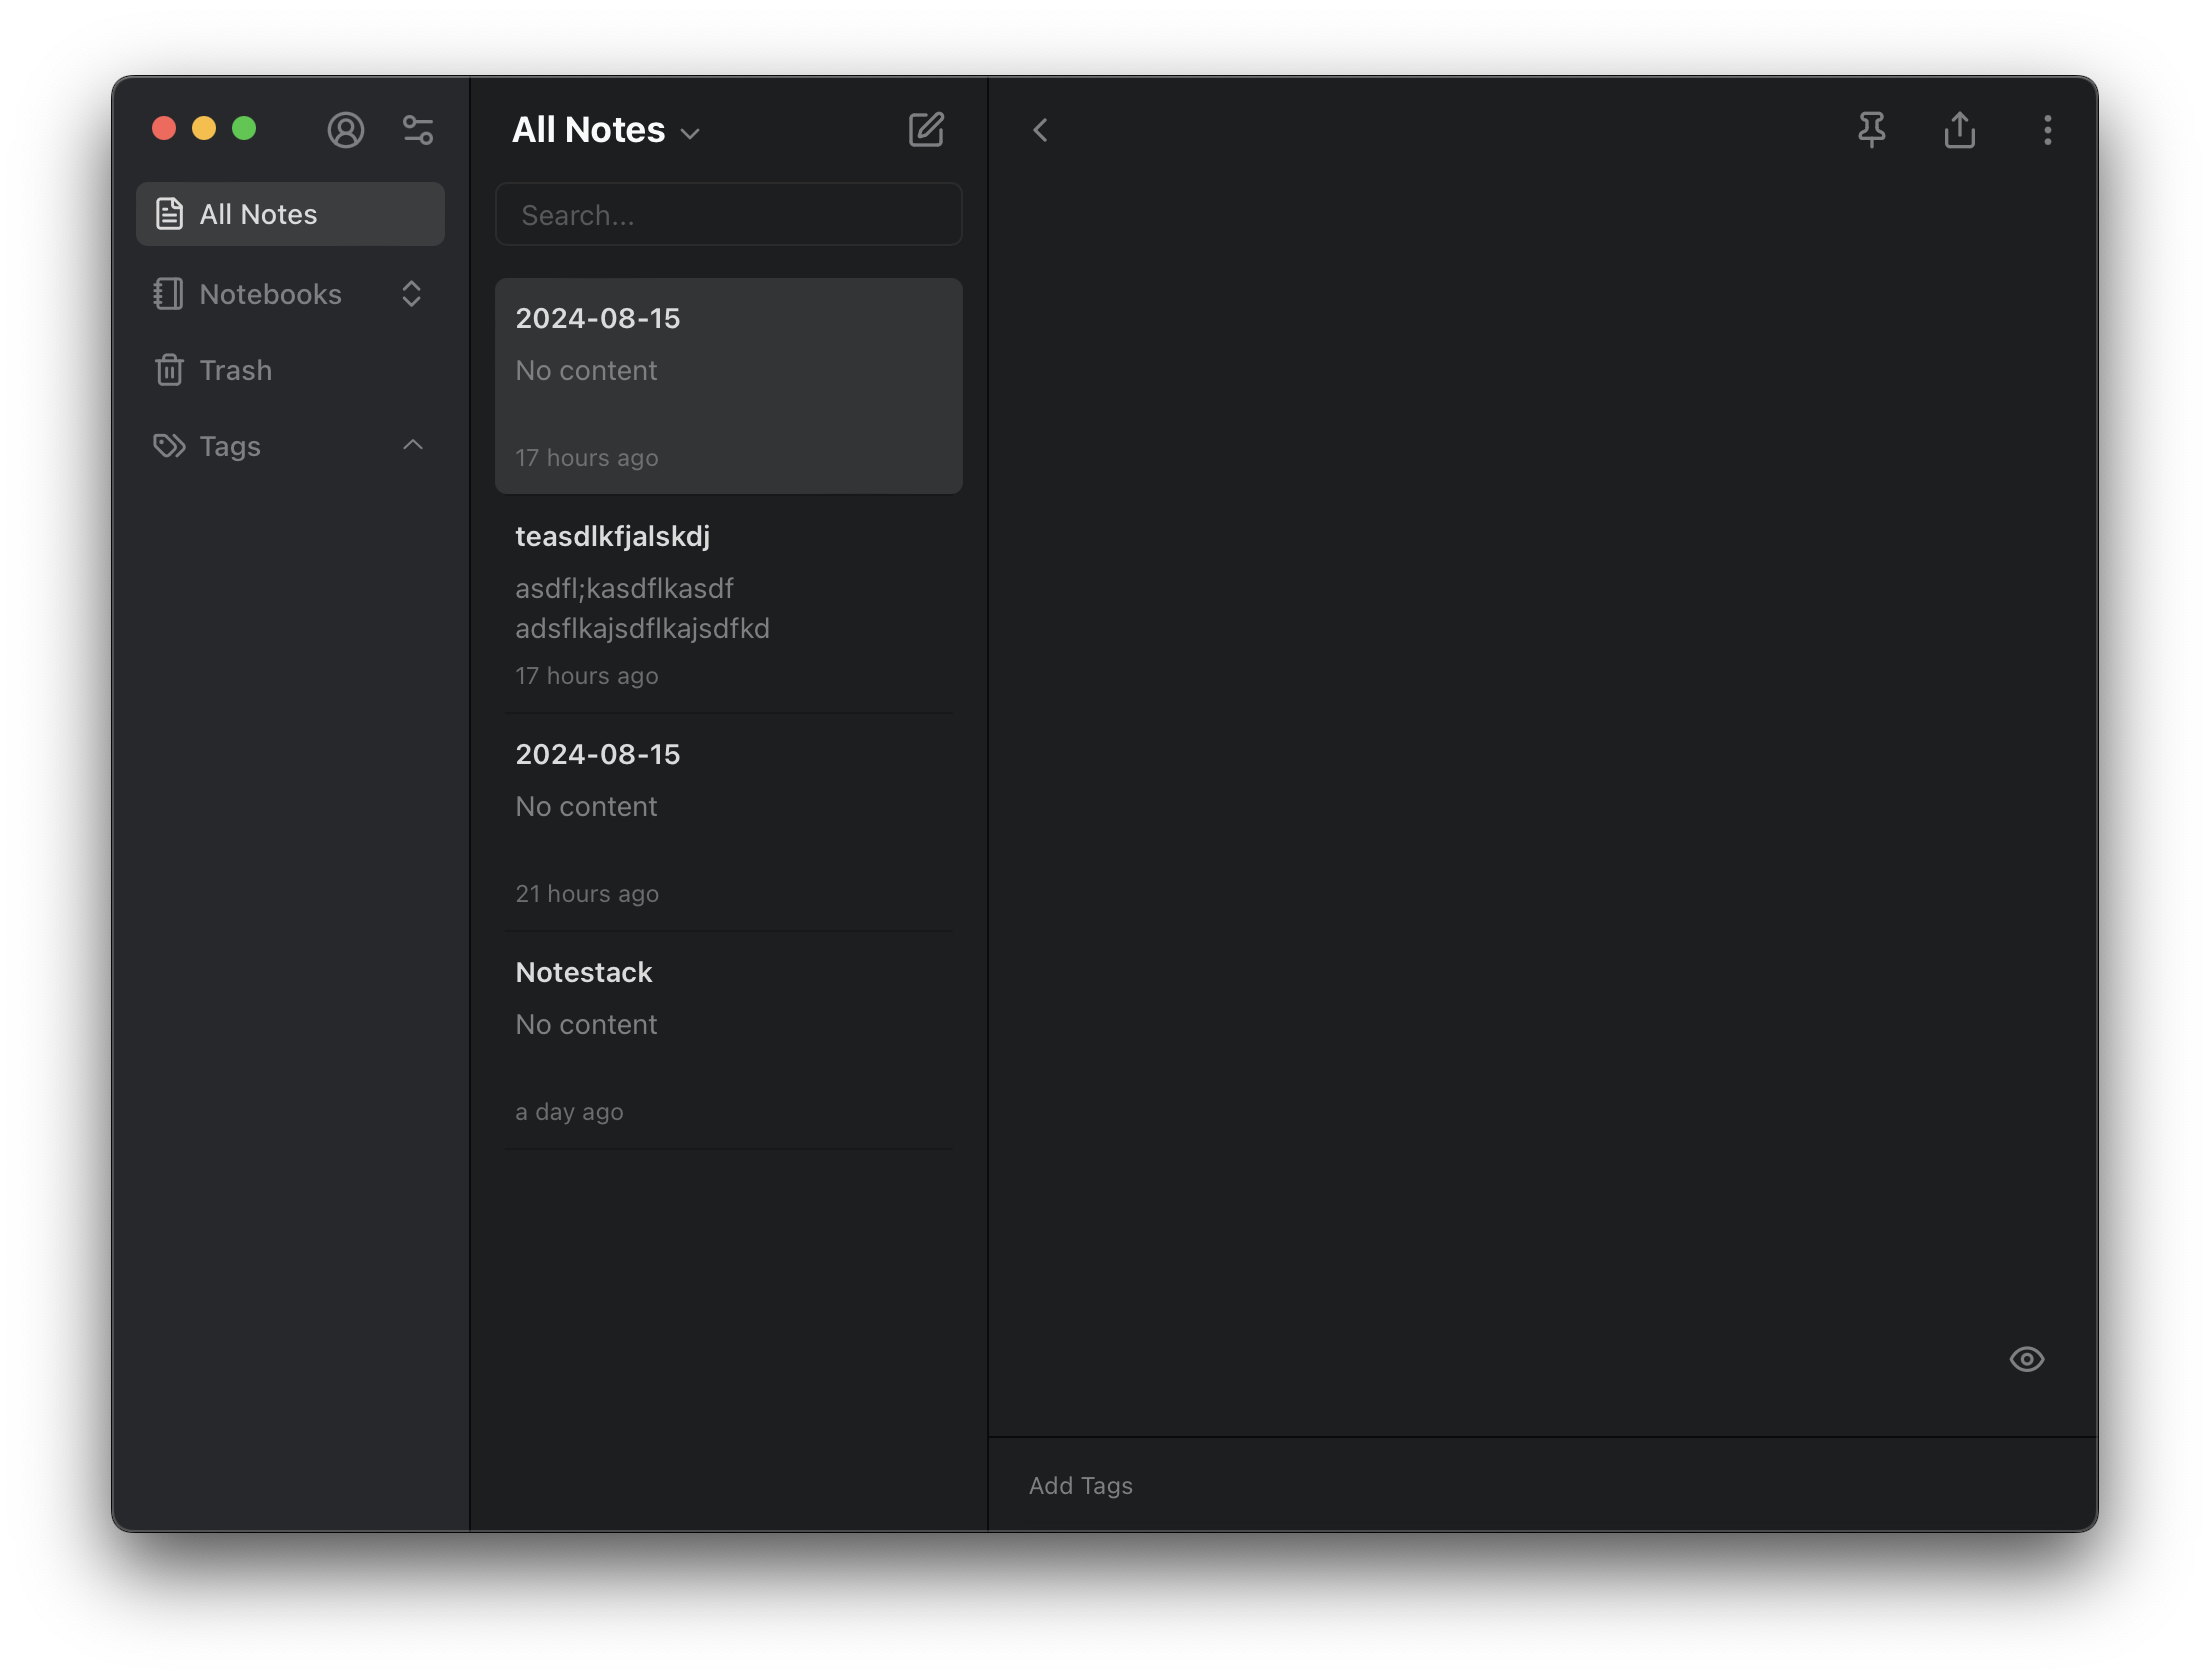 All Notes
Notebooks
Trash
Tags
All Notes
Search...
2024-08-15
No content
17 hours ago
teasdlkfjalskdj
asdfl;kasdflkasdf
adsflkajsdflkajsdfkd
17 hours ago
2024-08-15
No content
21 hours ago
Notestack
No content
a day ago
Add Tags